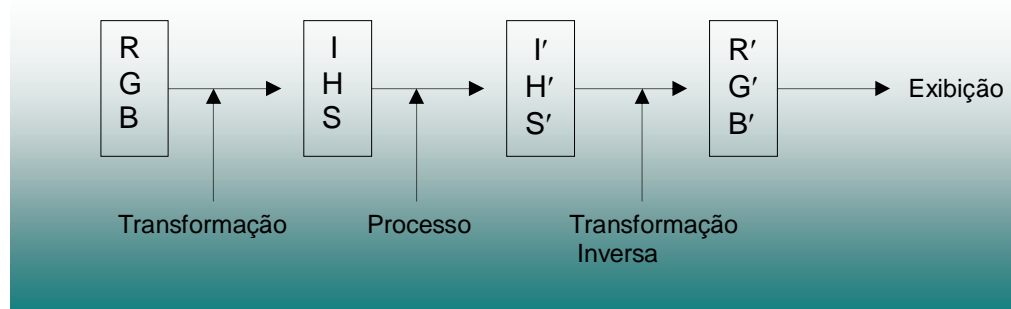 R
G
B
I
H
S
I′
H′
S′
R′
G′
B′
Exibição
Transformação
Processo
Transformação
Inversa